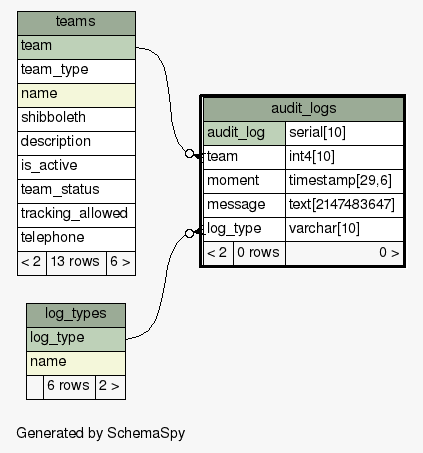 teams
team
team_type
name
shibboleth
description
is_active
team_status
tracking_allowed
telephone
< 2 13 rows 6 >
audit_logs
audit_log serial[10]
team int4[10]
moment timestamp[29,6]
message text[2147483647]
log_type varchar[10]
< 2 0 rows 0 >
log_types
log_type
name
6 rows 2 >
Generated by SchemaSpy